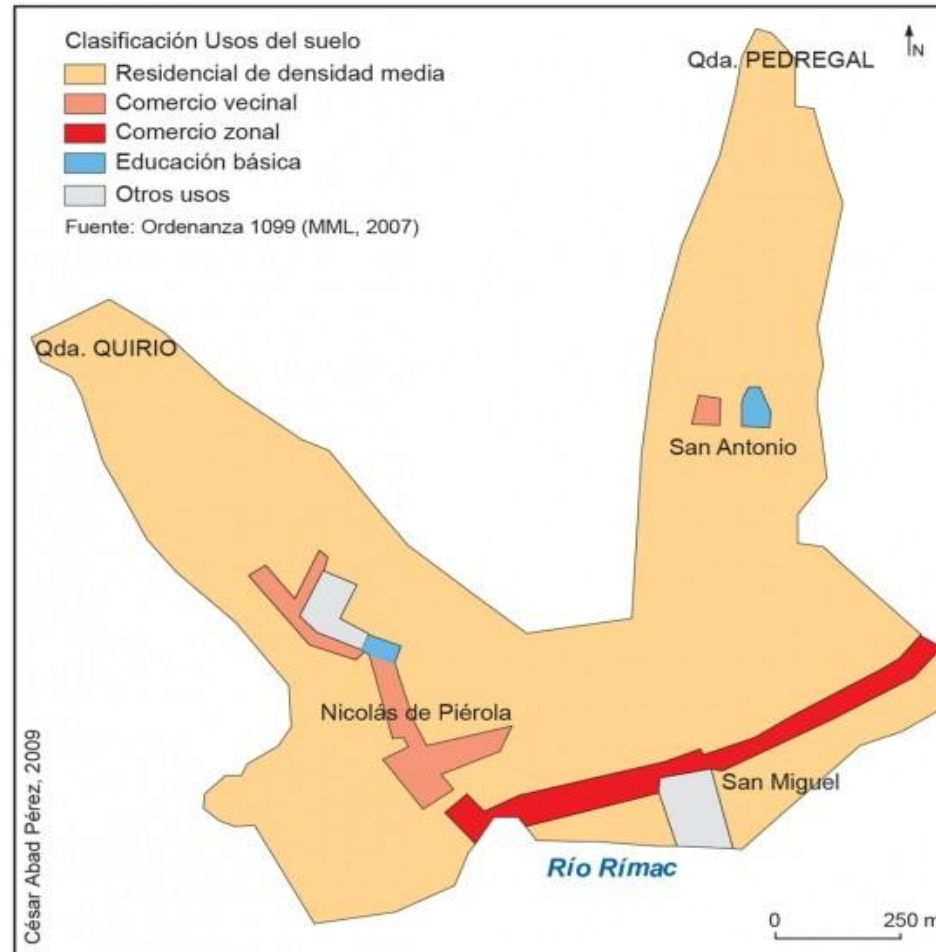 Clasificación Usos del suelo
Residencial de densidad media
Comercio vecinal
Comercio zonal
Educación básica
Otros usos
Fuente: Ordenanza 1099 (MML, 2007)
N
Qda. PEDREGAL
Qda. QUIRIO
San Antonio
Nicolás de Piérola
San Miguel
Río Rímac
0 250 m
César Abad Pérez, 2009